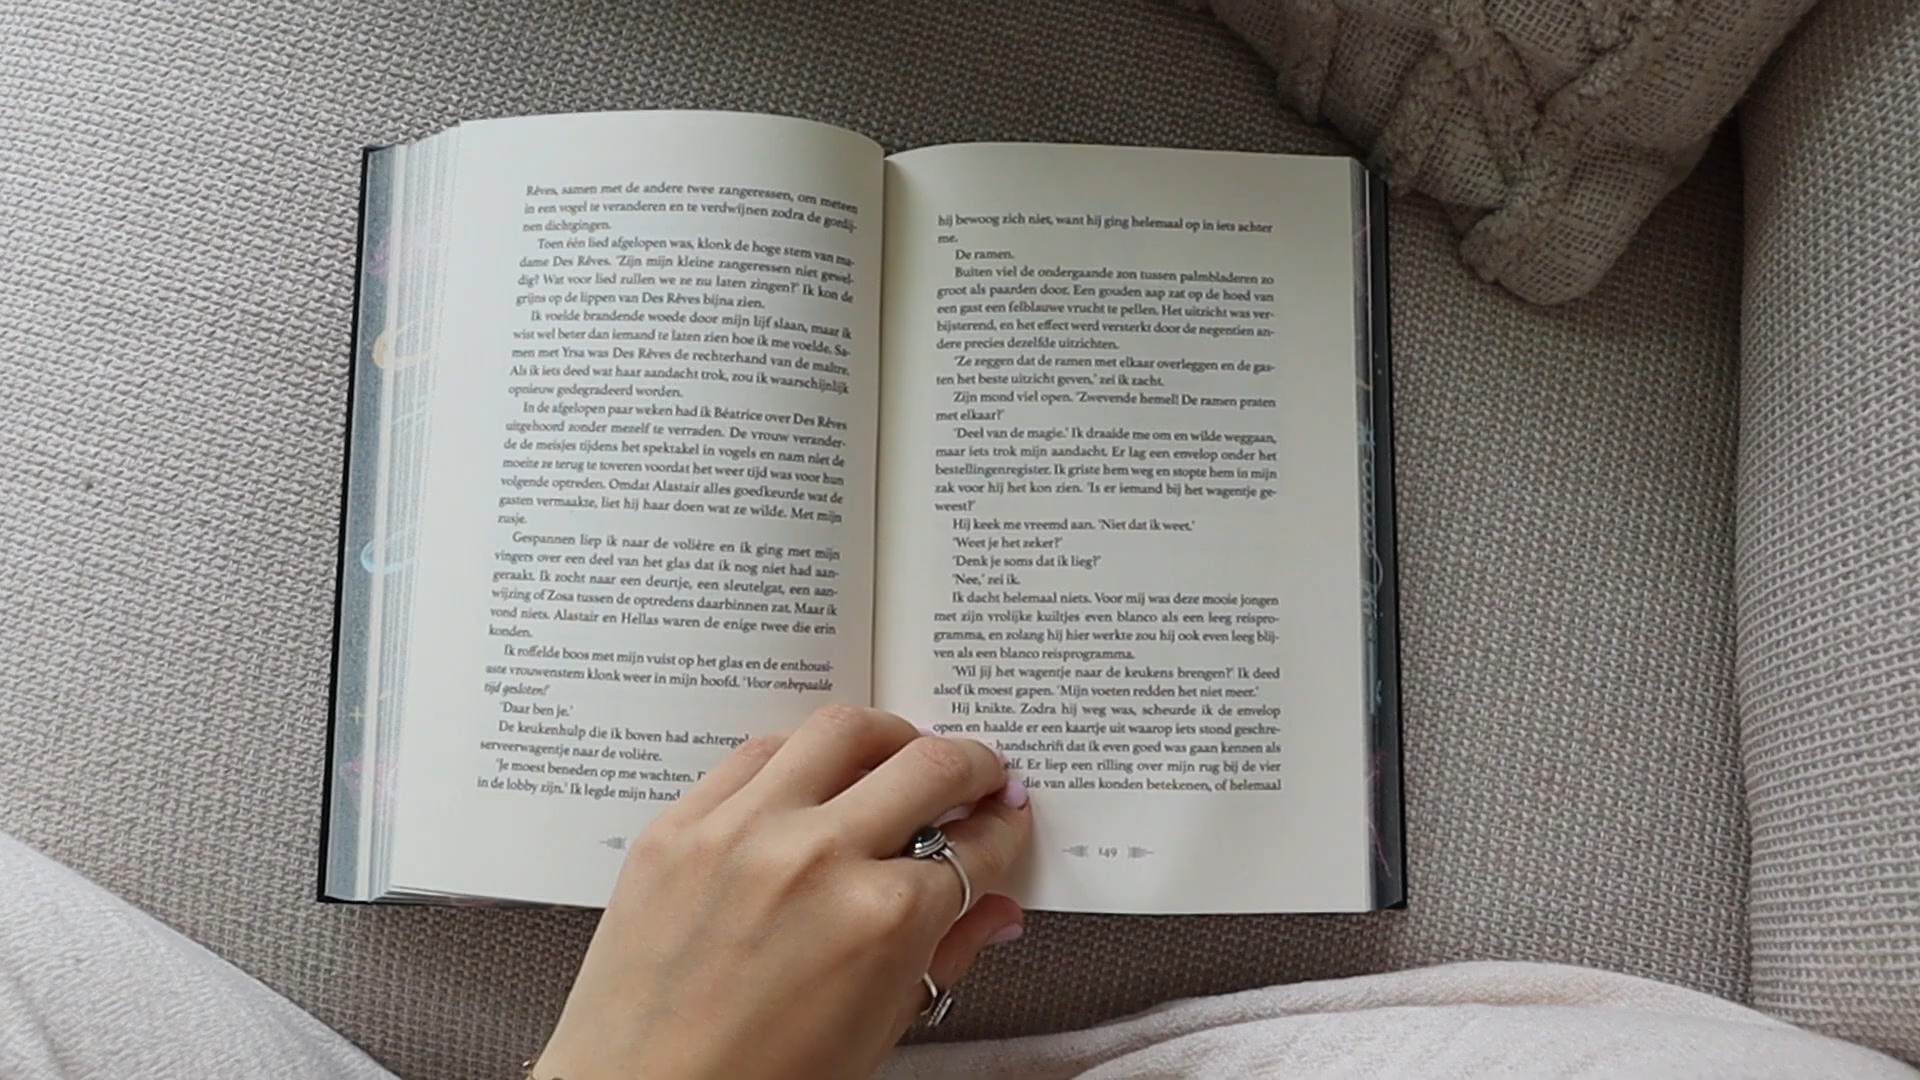 Rêves, samen met de andere twee zangeressen, om meteen
in een vogel te veranderen en te verdwijnen zodra de gordij-
nen dichtgingen.
Toen één lied afgelopen was, klonk de hoge stem van ma-
dame Des Rêves. 'Zijn mijn kleine zangeressen niet gewel-
dig? Wat voor lied zullen we ze nu laten zingen?' Ik kon de
grijns op de lippen van Des Rêves bijna zien.
Ik voelde brandende woede door mijn lijf slaan, maar ik
wist wel beter dan iemand te laten zien hoe ik me voelde. Sa-
men met Yrsa was Des Rêves de rechterhand van de maître.
Als ik iets deed wat haar aandacht trok, zou ik waarschijnlijk
opnieuw gedegradeerd worden.
In de afgelopen paar weken had ik Béatrice over Des Rêves
uitgehoord zonder mezelf te verraden. De vrouw verander-
de de meisjes tijdens het spektakel in vogels en nam niet de
moeite ze terug te toveren voordat het weer tijd was voor hun
volgende optreden. Omdat Alastair alles goedkeurde wat de
gasten vermaakte, liet hij haar doen wat ze wilde. Met mijn
zusje.
Gespannen liep ik naar de volière en ik ging met mijn
vingers over een deel van het glas dat ik nog niet had aan-
geraakt. Ik zocht naar een deurtje, een sleutelgat, een aan-
wijzing of Zosa tussen de optredens daarbinnen zat. Maar ik
vond niets. Alastair en Hellas waren de enige twee die erin
konden.
Ik roffelde boos met mijn vuist op het glas en de enthousi-
aste vrouwenstem klonk weer in mijn hoofd. 'Voor onbepaalde
tijd gesloten!'
'Daar ben je.'
De keukenhulp die ik boven had
serveerwagentje naar de volière.
'Je moest beneden op me wachten.
in de lobby zijn.' Ik legde mijn hand
hij bewoog zich niet, want hij ging helemaal op in iets achter
me.
De ramen.
Buiten viel de ondergaande zon tussen palmbladeren zo
groot als paarden door. Een gouden aap zat op de hoed van
een gast een felblauwe vrucht te pellen. Het uitzicht was ver-
bijsterend, en het effect werd versterkt door de negentien an-
dere precies dezelfde uitzichten.
'Ze zeggen dat de ramen met elkaar overleggen en de gas-
ten het beste uitzicht geven,' zei ik zacht.
Zijn mond viel open. 'Zwevende hemel! De ramen praten
met elkaar?'
'Deel van de magie.' Ik draaide me om en wilde weggaan,
maar iets trok mijn aandacht. Er lag een envelop onder het
bestellingenregister. Ik griste hem weg en stopte hem in mijn
zak voor hij het kon zien. 'Is er iemand bij het wagentje ge-
weest?'
Hij keek me vreemd aan. 'Niet dat ik weet.'
'Weet je het zeker?'
'Denk je soms dat ik lieg?'
'Nee,' zei ik.
Ik dacht helemaal niets. Voor mij was deze mooie jongen
met zijn vrolijke kuiltjes even blanco als een leeg reispro-
gramma, en zolang hij hier werkte zou hij ook even leeg blij-
ven als een blanco reisprogramma.
'Wil jij het wagentje naar de keukens brengen?' Ik deed
alsof ik moest gapen. 'Mijn voeten redden het niet meer.'
Hij knikte. Zodra hij weg was, scheurde ik de envelop
open en haalde er een kaartje uit waarop iets stond geschre-
handschrift dat ik even goed was gaan kennen als
elf. Er liep een rilling over mijn rug bij de vier
die van alles konden betekenen, of helemaal
149